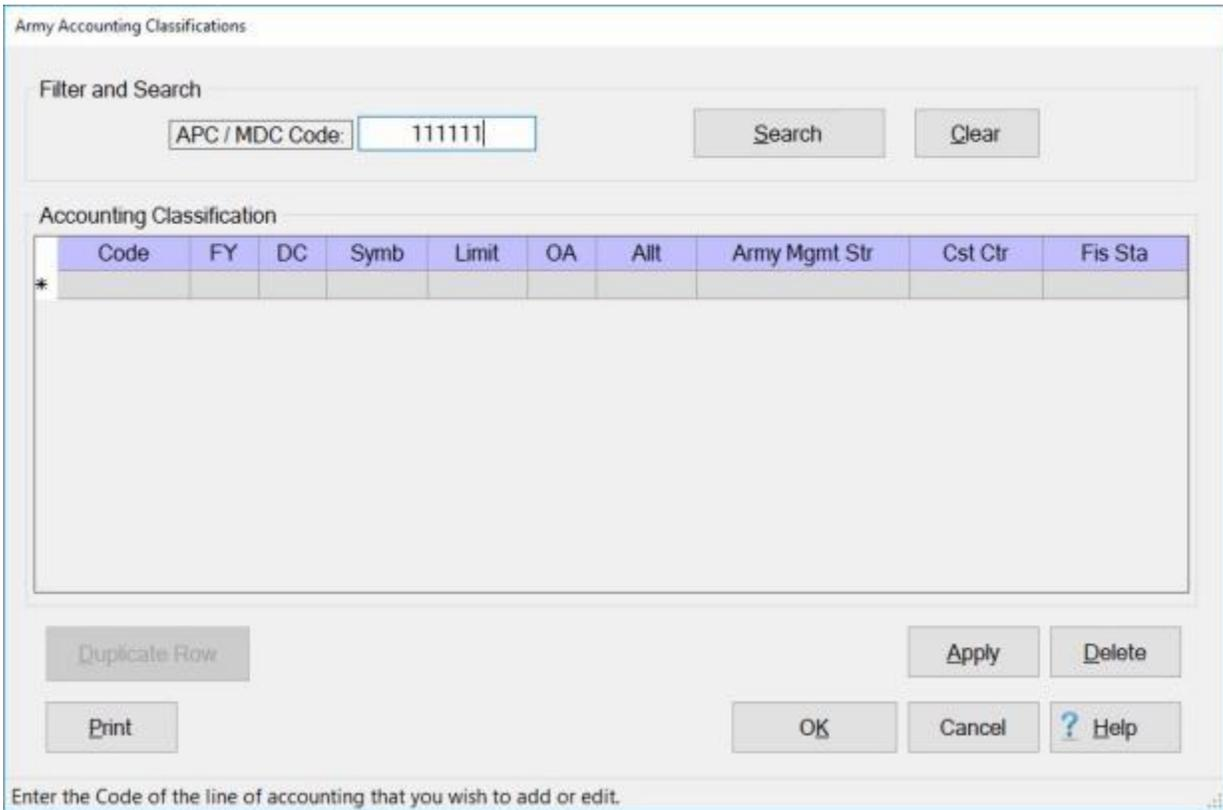 Army Accounting Classifications
Filter and Search
APC / MDC Code: 111111 Search Clear
Accounting Classification
Code FY DC Symb Limit OA Allt Army Mgmt Str Cst Ctr Fis Sta
*
Duplicate Row Apply Delete
Print OK Cancel ? Help
Enter the Code of the line of accounting that you wish to add or edit.